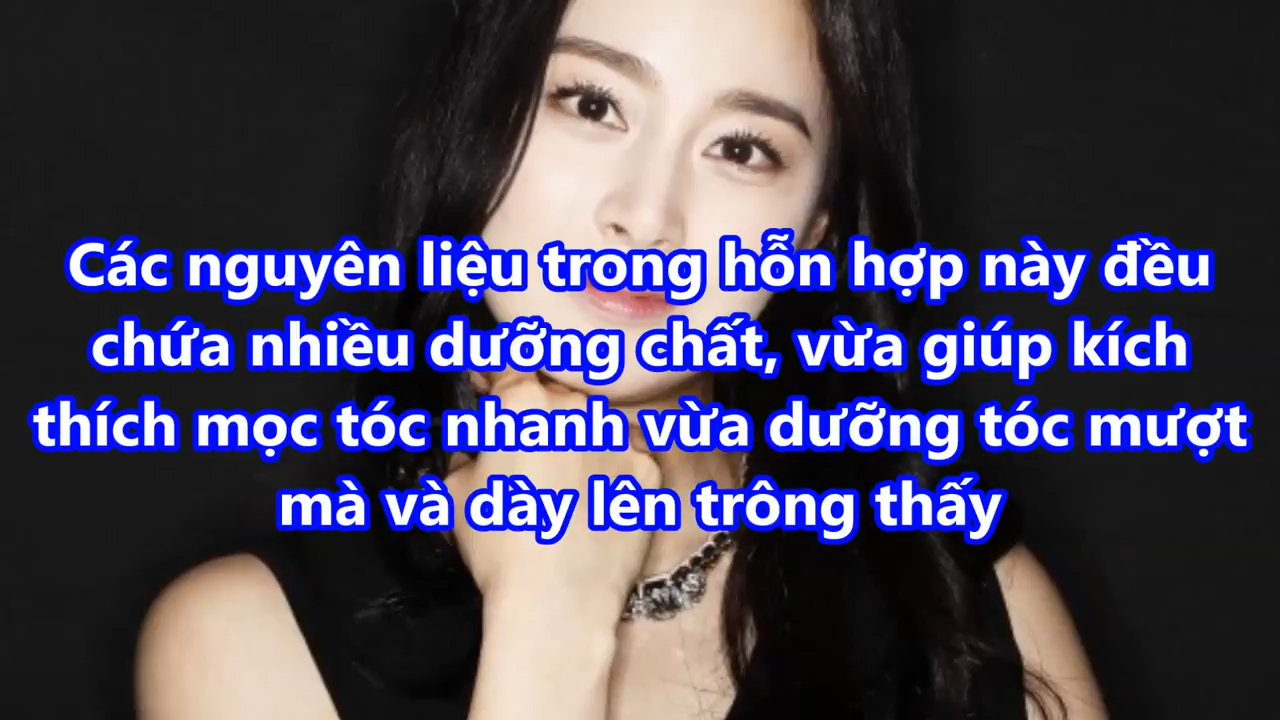 Các nguyên liệu trong hỗn hợp này đều
chứa nhiều dưỡng chất, vừa giúp kích
thích mọc tóc nhanh vừa dưỡng tóc mượt
mà và dày lên trông thấy